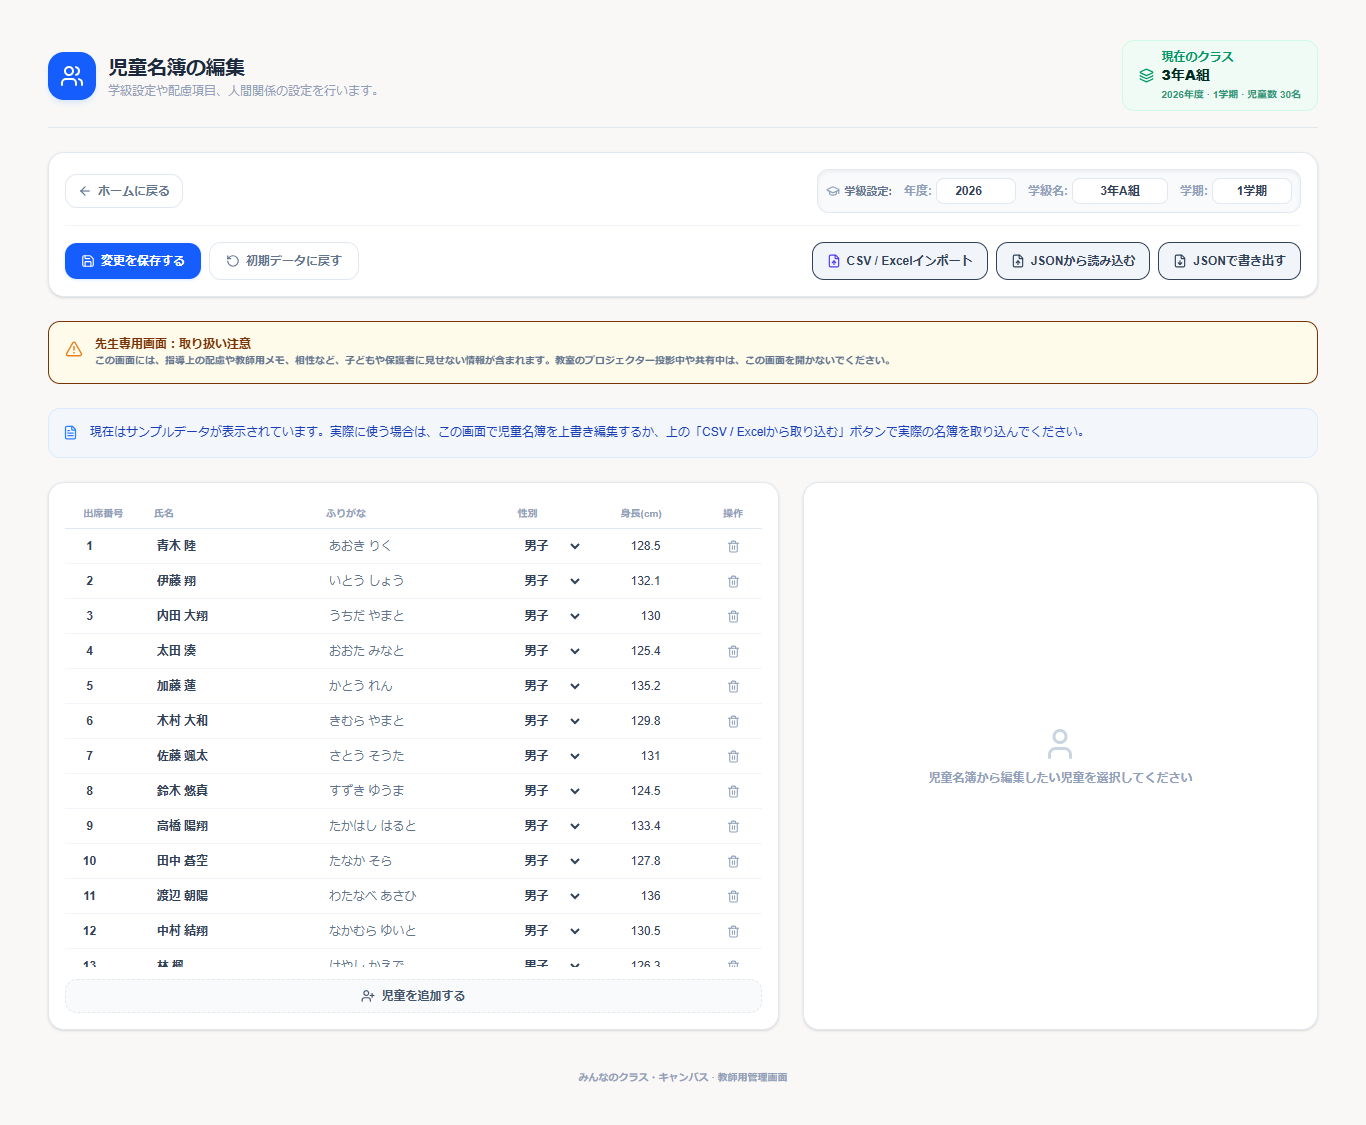 児童名簿の編集
学級設定や配慮項目、人間関係の設定を行います。
現在のクラス
3年A組
2026年度・1学期・児童数 30名
ホームに戻る
学級設定: 年度: 2026 学級名: 3年A組 学期: 1学期
変更を保存する 初期データに戻す CSV / Excelインポート JSONから読み込む JSONで書き出す
先生専用画面：取り扱い注意
この画面には、指導上の配慮や教師用メモ、相性など、子どもや保護者に見せない情報が含まれます。教室のプロジェクター投影中や共有中は、この画面を開かないでください。
現在はサンプルデータが表示されています。実際に使う場合は、この画面で児童名簿を上書き編集するか、上の「CSV / Excelから取り込む」ボタンで実際の名簿を取り込んでください。
出席番号 氏名 ふりがな 性別 身長(cm) 操作
1 青木 陸 あおき りく 男子 128.5
2 伊藤 翔 いとう しょう 男子 132.1
3 内田 大翔 うちだ やまと 男子 130
4 太田 湊 おおた みなと 男子 125.4
5 加藤 蓮 かとう れん 男子 135.2
6 木村 大和 きむら やまと 男子 129.8
7 佐藤 颯太 さとう そうた 男子 131
8 鈴木 悠真 すずき ゆうま 男子 124.5
9 高橋 陽翔 たかはし はると 男子 133.4
10 田中 蒼空 たなか そら 男子 127.8
11 渡辺 朝陽 わたなべ あさひ 男子 136
12 中村 結翔 なかむら ゆいと 男子 130.5
13 林 楓 はやし かえで 男子 126.3
児童を追加する
児童名簿から編集したい児童を選択してください
みんなのクラス・キャンバス · 教師用管理画面